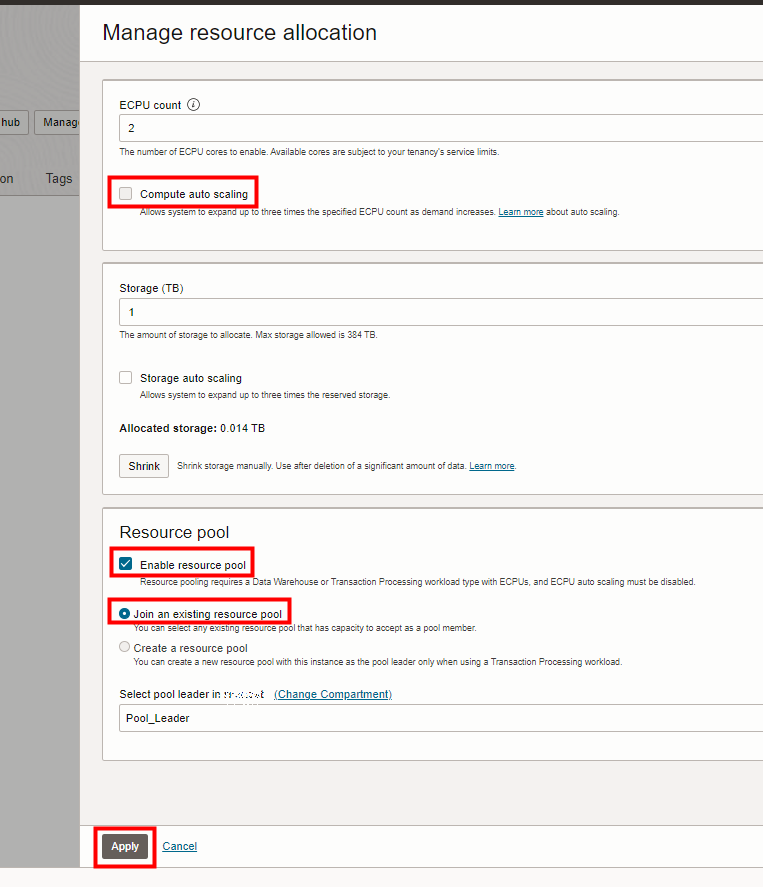 Manage resource allocation
hub
Manag
on
Tags
ECPU count
2
The number of ECPU cores to enable. Available cores are subject to your tenancy's service limits.
Compute auto scaling
Allows system to expand up to three times the specified ECPU count as demand increases. Learn more about auto scaling.
Storage (TB)
1
The amount of storage to allocate. Max storage allowed is 384 TB.
Storage auto scaling
Allows system to expand up to three times the reserved storage.
Allocated storage: 0.014 TB
Shrink Shrink storage manually. Use after deletion of a significant amount of data. Learn more.
Resource pool
Enable resource pool
Resource pooling requires a Data Warehouse or Transaction Processing workload type with ECPUs, and ECPU auto scaling must be disabled.
Join an existing resource pool
You can select any existing resource pool that has capacity to accept as a pool member.
Create a resource pool
You can create a new resource pool with this instance as the pool leader only when using a Transaction Processing workload.
Select pool leader in (Change Compartment)
Pool_Leader
Apply Cancel